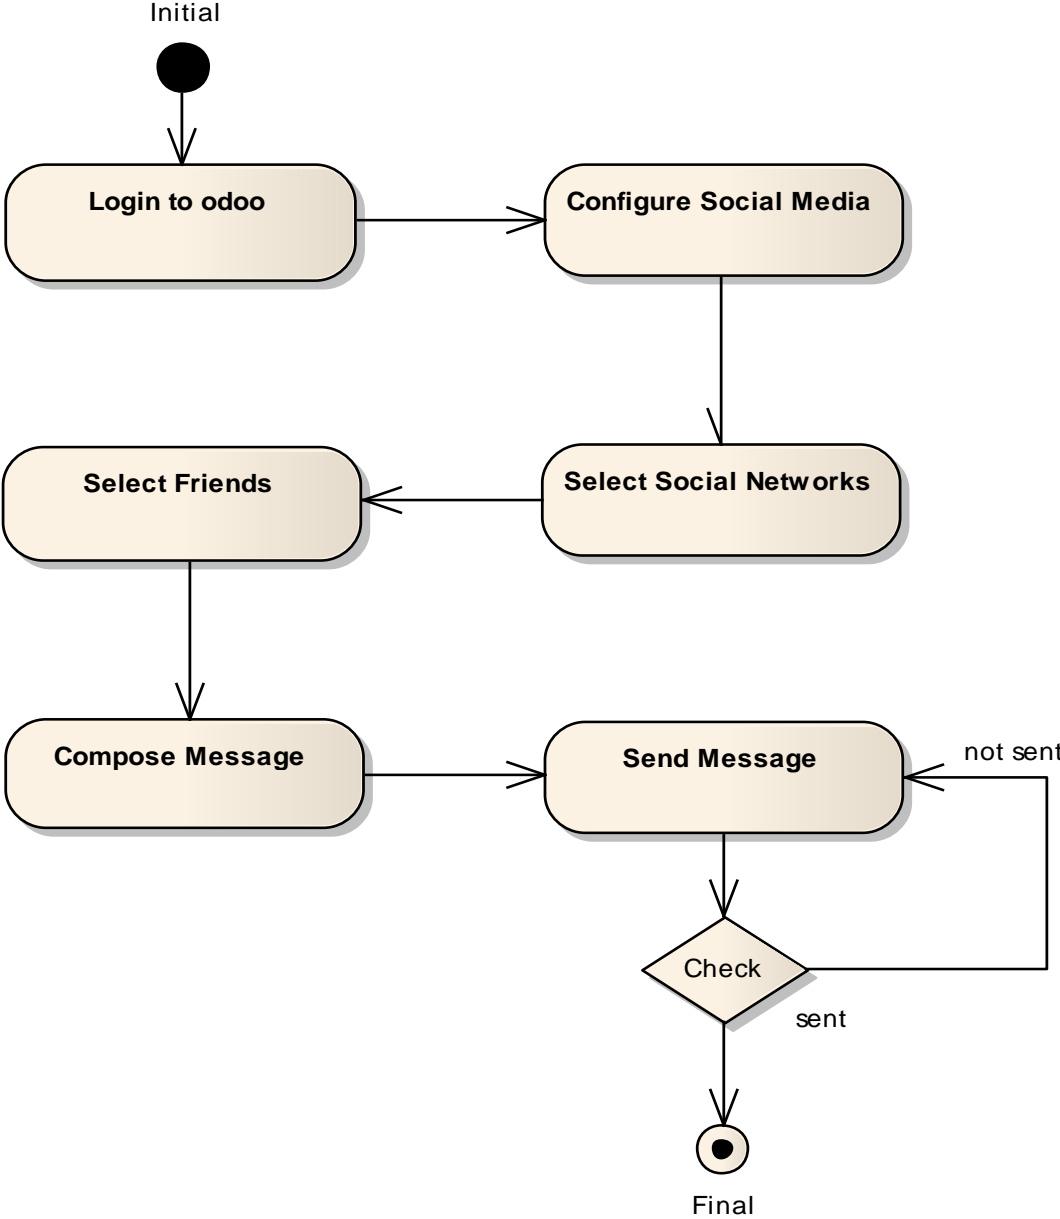 Initial
Login to odoo
Configure Social Media
Select Friends
Select Social Networks
Compose Message
Send Message
not sent
Check
sent
Final